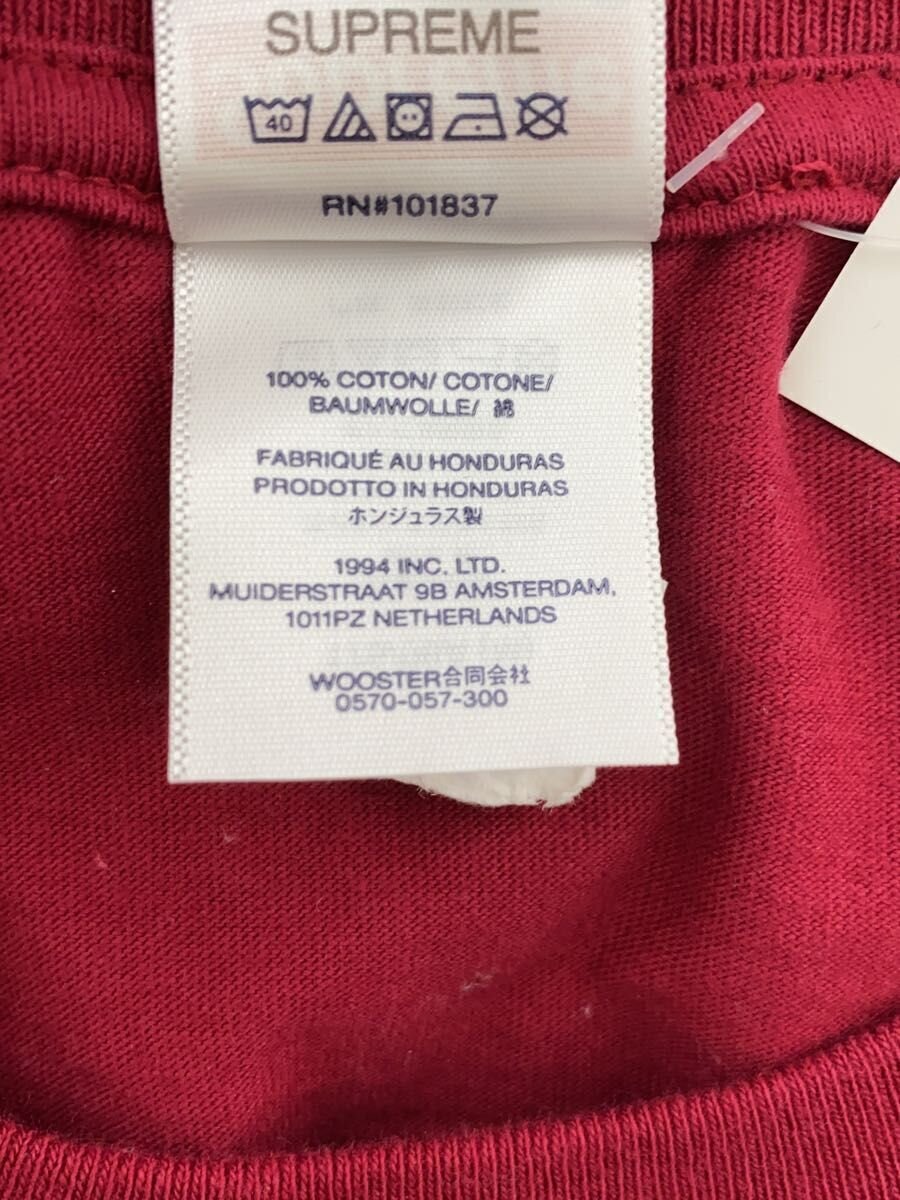 SUPREME
40
RN#101837
100% COTON/ COTONE/
BAUMWOLLE/ 綿
FABRIQUÉ AU HONDURAS
PRODOTTO IN HONDURAS
ホンジュラス製
1994 INC. LTD.
MUIDERSTRAAT 9B AMSTERDAM,
1011PZ NETHERLANDS
WOOSTER合同会社
0570-057-300